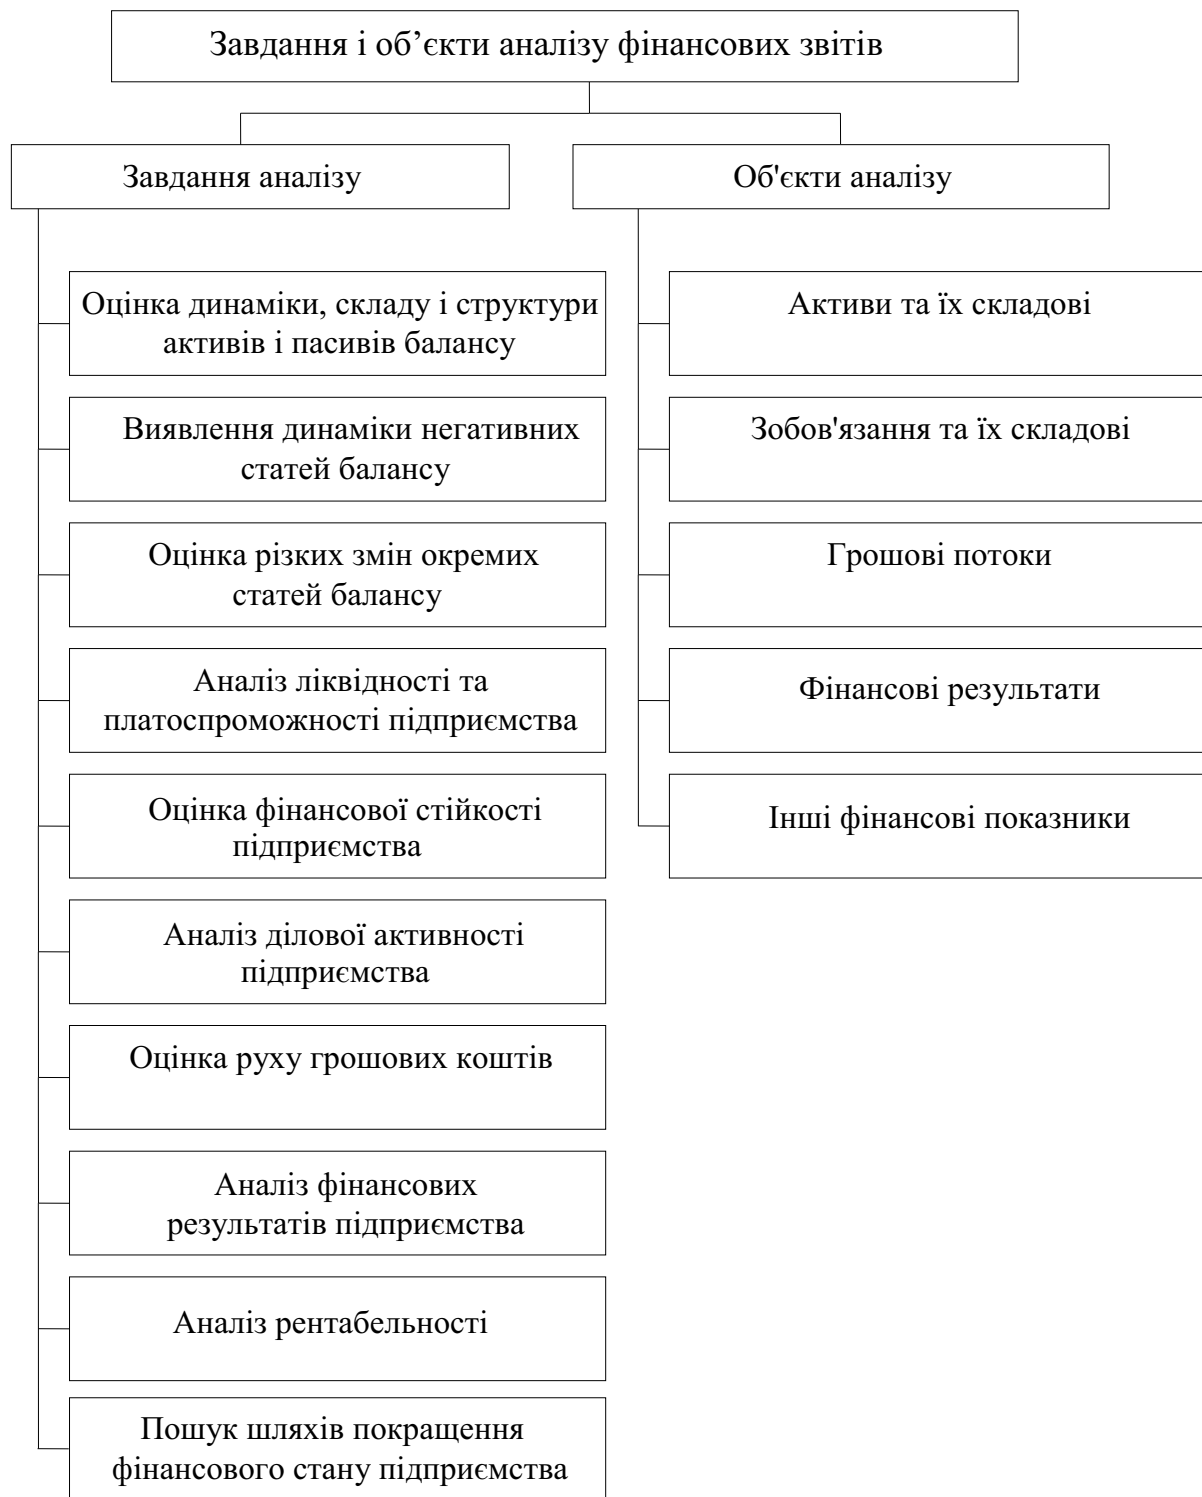 Завдання і об’єкти аналізу фінансових звітів
Завдання аналізу
Об'єкти аналізу
Оцінка динаміки, складу і структури
активів і пасивів балансу
Виявлення динаміки негативних
статей балансу
Оцінка різких змін окремих
статей балансу
Аналіз ліквідності та
платоспроможності підприємства
Оцінка фінансової стійкості
підприємства
Аналіз ділової активності
підприємства
Оцінка руху грошових коштів
Аналіз фінансових
результатів підприємства
Аналіз рентабельності
Пошук шляхів покращення
фінансового стану підприємства
Активи та їх складові
Зобов'язання та їх складові
Грошові потоки
Фінансові результати
Інші фінансові показники